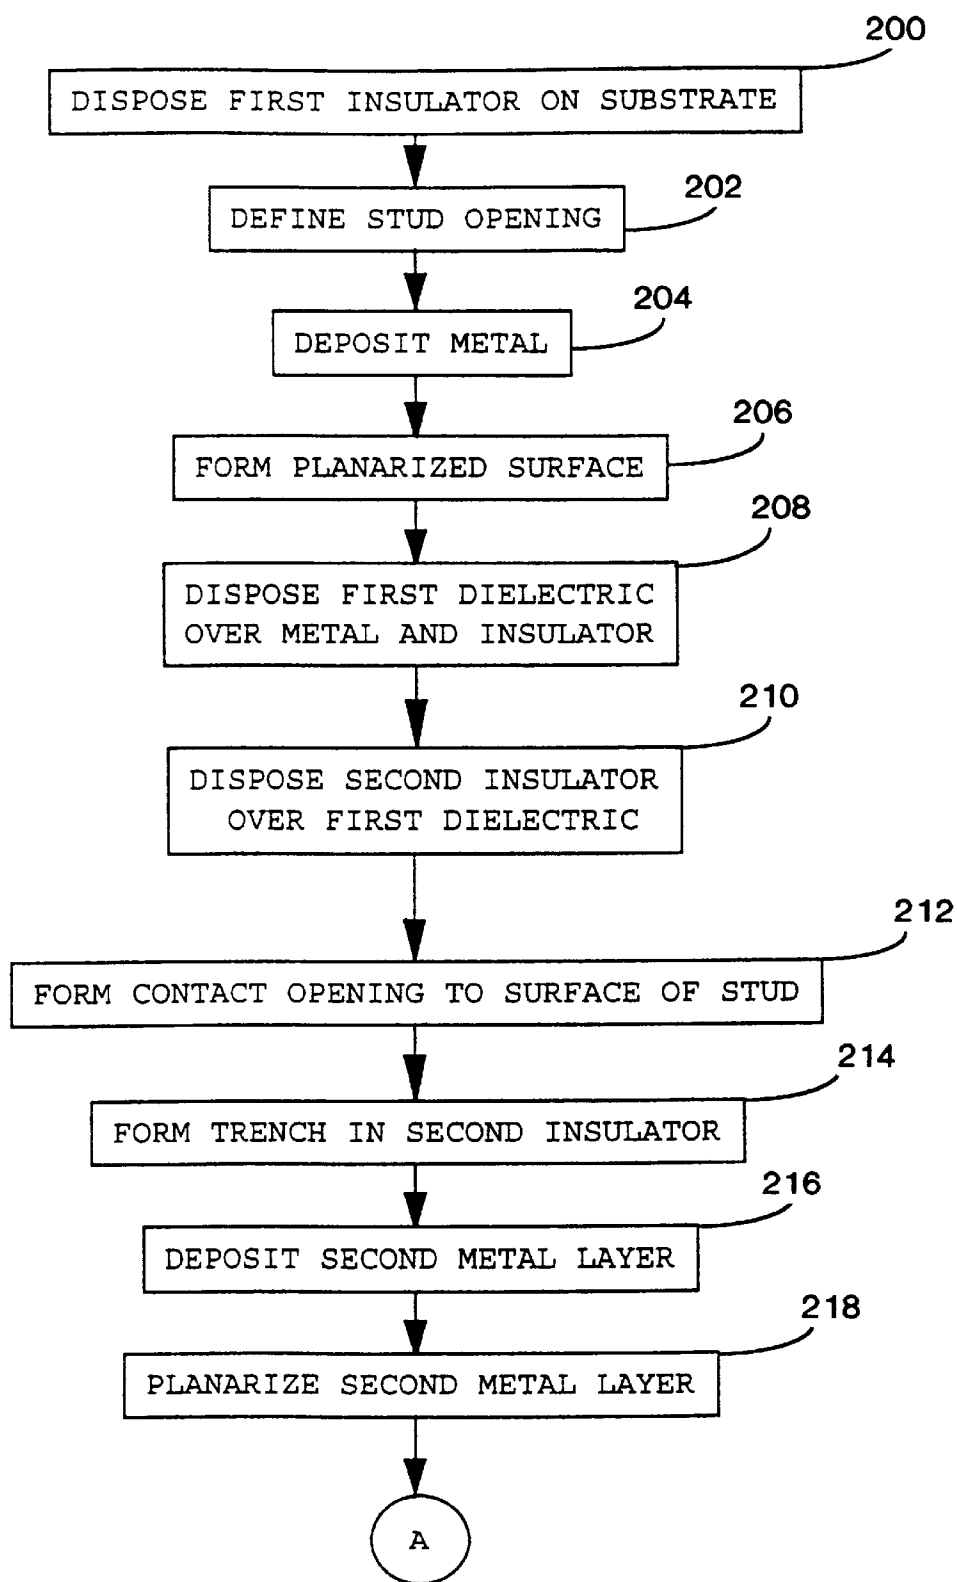 200
DISPOSE FIRST INSULATOR ON SUBSTRATE
202
DEFINE STUD OPENING
204
DEPOSIT METAL
206
FORM PLANARIZED SURFACE
208
DISPOSE FIRST DIELECTRIC
OVER METAL AND INSULATOR
210
DISPOSE SECOND INSULATOR
OVER FIRST DIELECTRIC
212
FORM CONTACT OPENING TO SURFACE OF STUD
214
FORM TRENCH IN SECOND INSULATOR
216
DEPOSIT SECOND METAL LAYER
218
PLANARIZE SECOND METAL LAYER
A